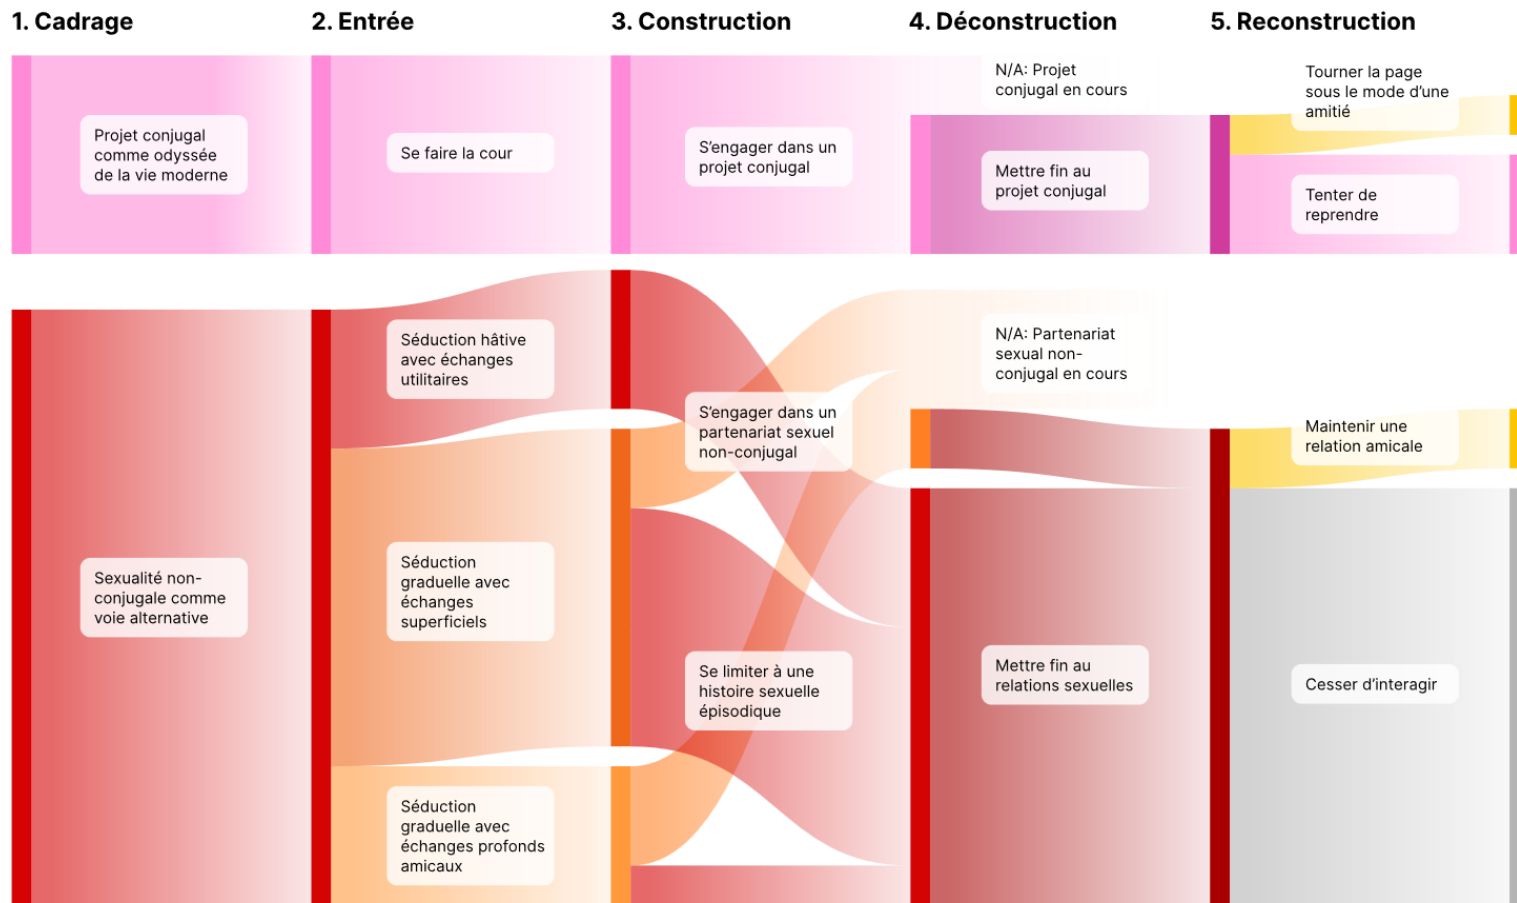 1. Cadrage
2. Entrée
3. Construction
4. Déconstruction
5. Reconstruction
Projet conjugal
comme odyssée
de la vie moderne
Se faire la cour
S'engager dans un
projet conjugal
N/A: Projet
conjugal en cours
Mettre fin au
projet conjugal
Tourner la page
sous le mode d'une
amitié
Tenter de
reprendre
Sexualité non-
conjugale comme
voie alternative
Séduction hâtive
avec échanges
utilitaires
Séduction
graduelle avec
échanges
superficiels
Séduction
graduelle avec
échanges profonds
amicaux
S'engager dans un
partenariat sexuel
non-conjugal
Se limiter à une
histoire sexuelle
épisodique
N/A: Partenariat
sexual non-
conjugal en cours
Mettre fin au
relations sexuelles
Maintenir une
relation amicale
Cesser d'interagir